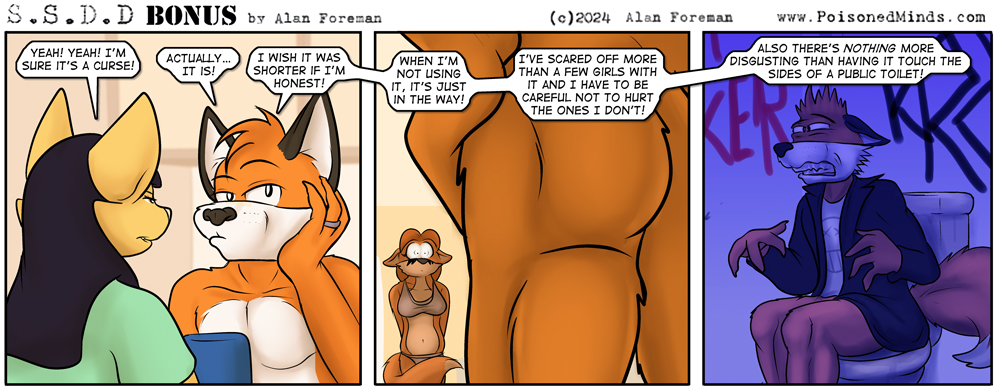 S.S.D.D BONUS by Alan Foreman (c)2024 Alan Foreman www.PoisonedMinds.com
YEAH! YEAH! I'M
SURE IT'S A CURSE!
ACTUALLY...
IT IS!
I WISH IT WAS
SHORTER IF I'M
HONEST!
WHEN I'M
NOT USING
IT, IT'S JUST
IN THE WAY!
I'VE SCARED OFF MORE
THAN A FEW GIRLS WITH
IT AND I HAVE TO BE
CAREFUL NOT TO HURT
THE ONES I DON'T!
ALSO THERE'S NOTHING MORE
DISGUSTING THAN HAVING IT TOUCH THE
SIDES OF A PUBLIC TOILET!